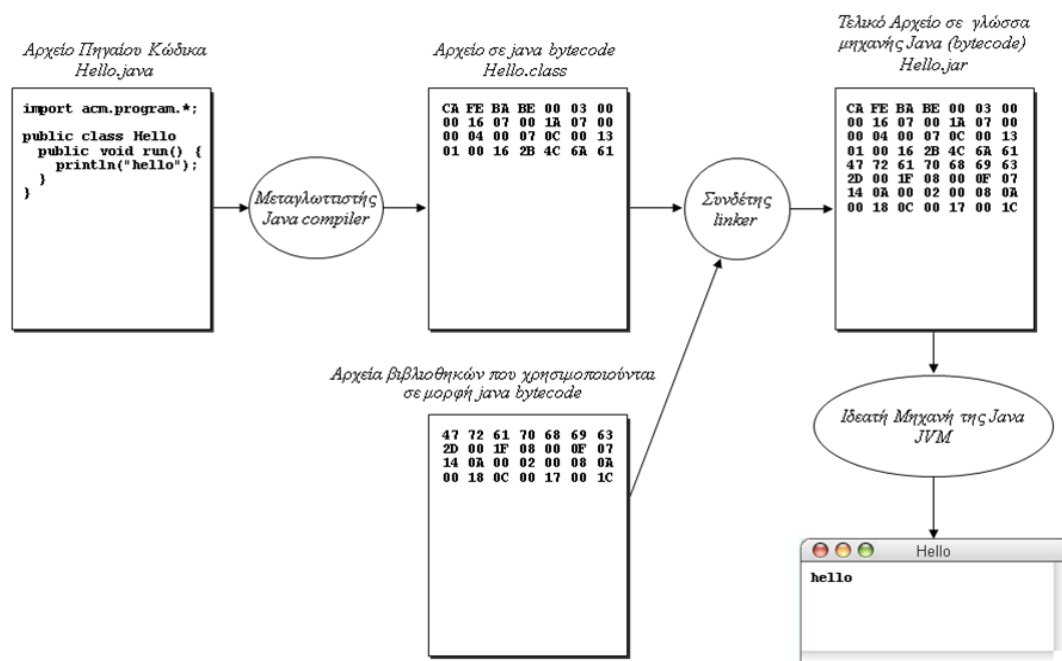 Αρχείο Πηγαίου Κώδικα
Hello.java
import acm.program.*;
public class Hello
public void run() {
println("hello");
}
}
Μεταγλωττιστής
Java compiler
Αρχείο σε java bytecode
Hello.class
CA FE BA BE 00 03 00
00 16 07 00 1A 07 00
00 04 00 07 0C 00 13
01 00 16 2B 4C 6A 61
Αρχεία βιβλιοθηκών που χρησιμοποιούνται
σε μορφή java bytecode
47 72 61 70 68 69 63
2D 00 1F 08 00 0F 07
14 0A 00 02 00 08 0A
00 18 0C 00 17 00 1C
Συνδέτης
linker
Τελικό Αρχείο σε γλώσσα
μηχανής Java (bytecode)
Hello.jar
CA FE BA BE 00 03 00
00 16 07 00 1A 07 00
00 04 00 07 0C 00 13
01 00 16 2B 4C 6A 61
47 72 61 70 68 69 63
2D 00 1F 08 00 0F 07
14 0A 00 02 00 08 0A
00 18 0C 00 17 00 1C
Ιδεατή Μηχανή της Java
JVM
Hello
hello